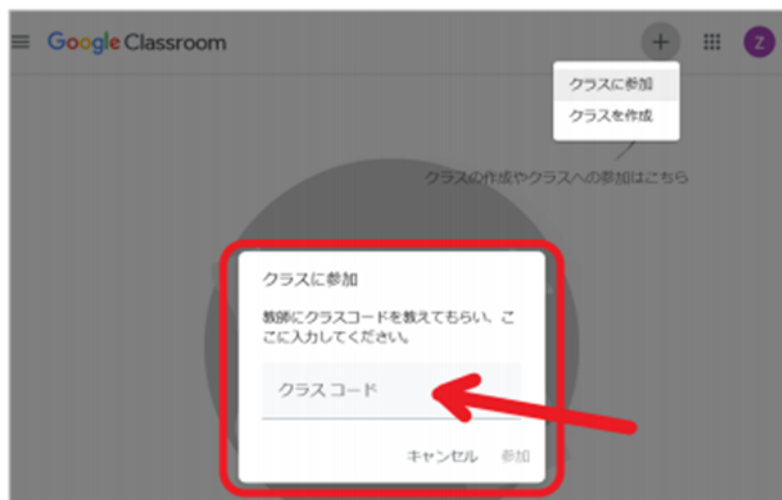 Google Classroom
Z
クラスに参加
クラスを作成
クラスの作成やクラスへの参加はこちら
クラスに参加
教師にクラスコードを教えてもらい、こ
こに入力してください。
クラス コード
キャンセル 参加